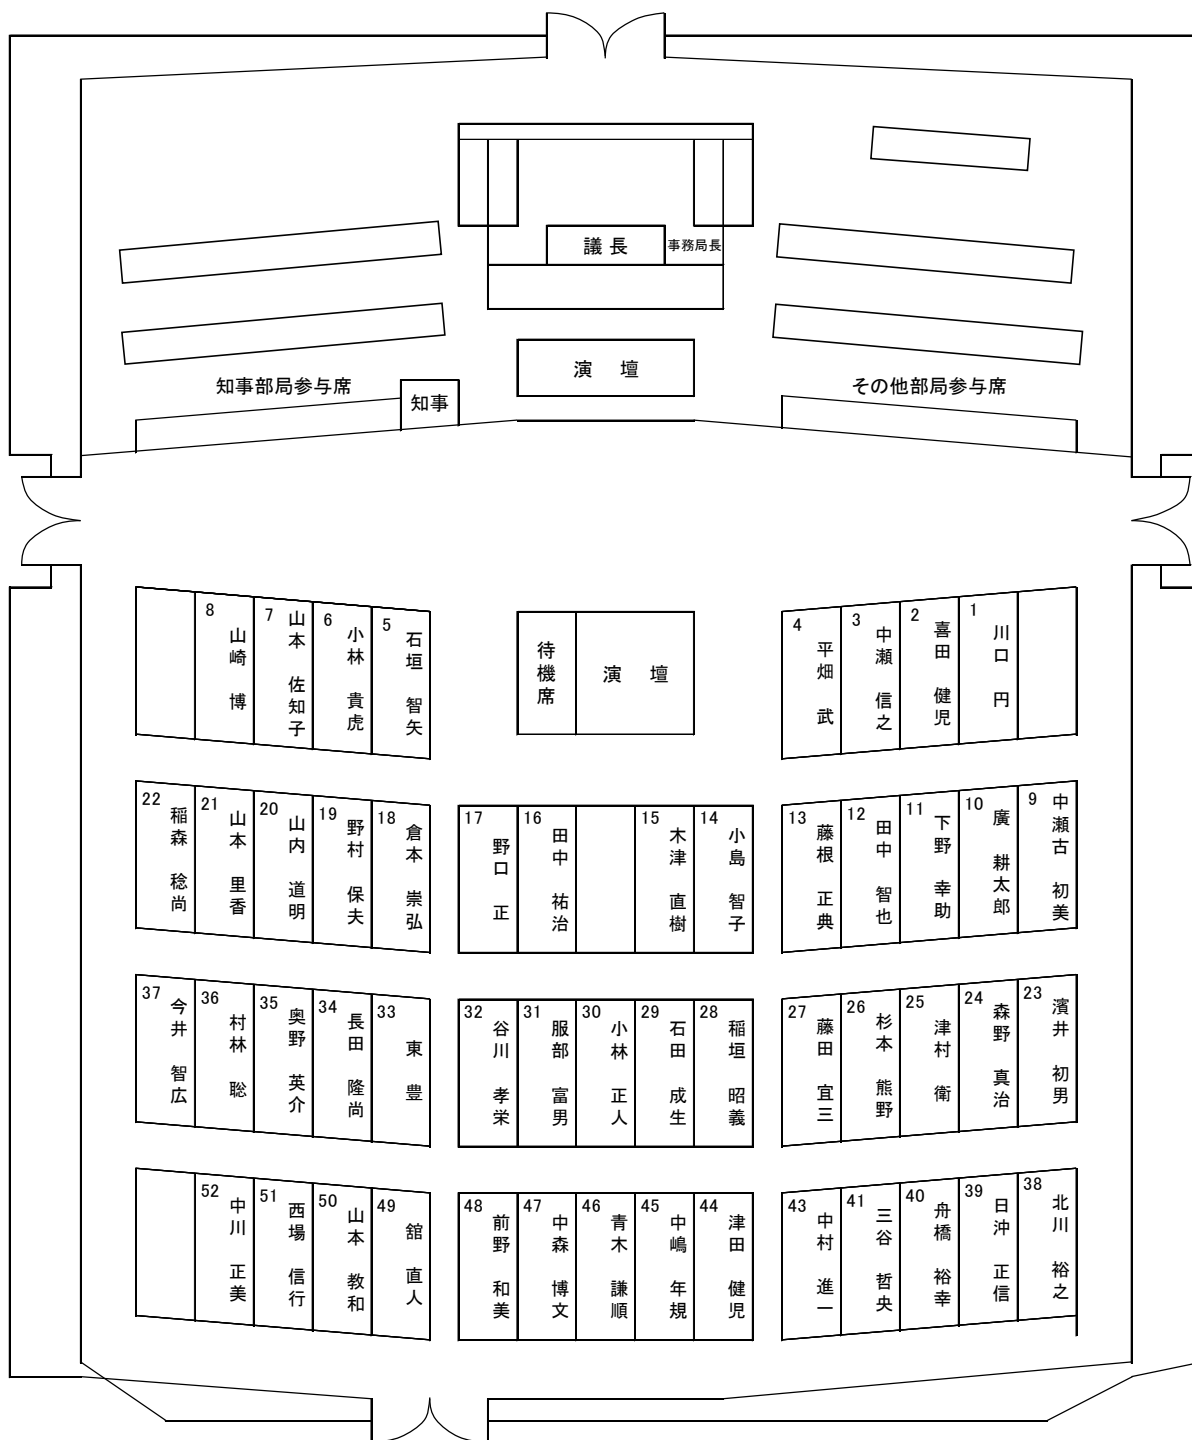 議長
事務局長
演壇
知事部局参与席
知事
その他部局参与席
8 山崎 博
7 山本 佐知子
6 小林 貴虎
5 石垣 智矢
待機席
演壇
4 平畑 武
3 中瀬 信之
2 喜田 健児
1 川口 円
22 稲森 稔尚
21 山本 里香
20 山内 道明
19 野村 保夫
18 倉本 崇弘
17 野口 正
16 田中 祐治
15 木津 直樹
14 小島 智子
13 藤根 正典
12 田中 智也
11 下野 幸助
10 廣 耕太郎
9 中瀬古 初美
37 今井 智広
36 村林 聡
35 奥野 英介
34 長田 隆尚
33 東 豊
32 谷川 孝栄
31 服部 富男
30 小林 正人
29 石田 成生
28 稲垣 昭義
27 藤田 宜三
26 杉本 熊野
25 津村 衛
24 森野 真治
23 濱井 初男
52 中川 正美
51 西場 信行
50 山本 教和
49 舘 直人
48 前野 和美
47 中森 博文
46 青木 謙順
45 中嶋 年規
44 津田 健児
43 中村 進一
41 三谷 哲央
40 舟橋 裕幸
39 日沖 正信
38 北川 裕之